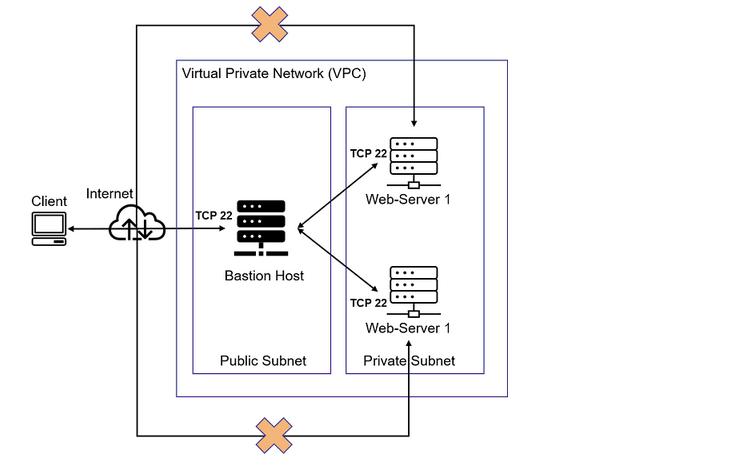 Virtual Private Network (VPC)
TCP 22
Web-Server 1
Client
Internet
TCP 22
Bastion Host
TCP 22
Web-Server 1
Public Subnet
Private Subnet